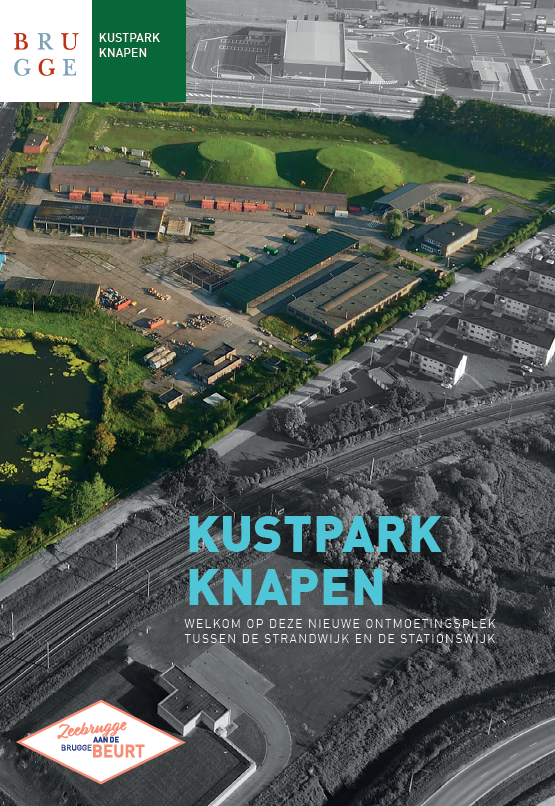 BRU
GGE
KUSTPARK
KNAPEN
KUSTPARK
KNAPEN
WELKOM OP DEZE NIEUWE ONTMOETINGSPLEK
TUSSEN DE STRANDWIJK EN DE STATIONSWIJK
Zeebrugge
AAN DE
BRUGGE BEURT